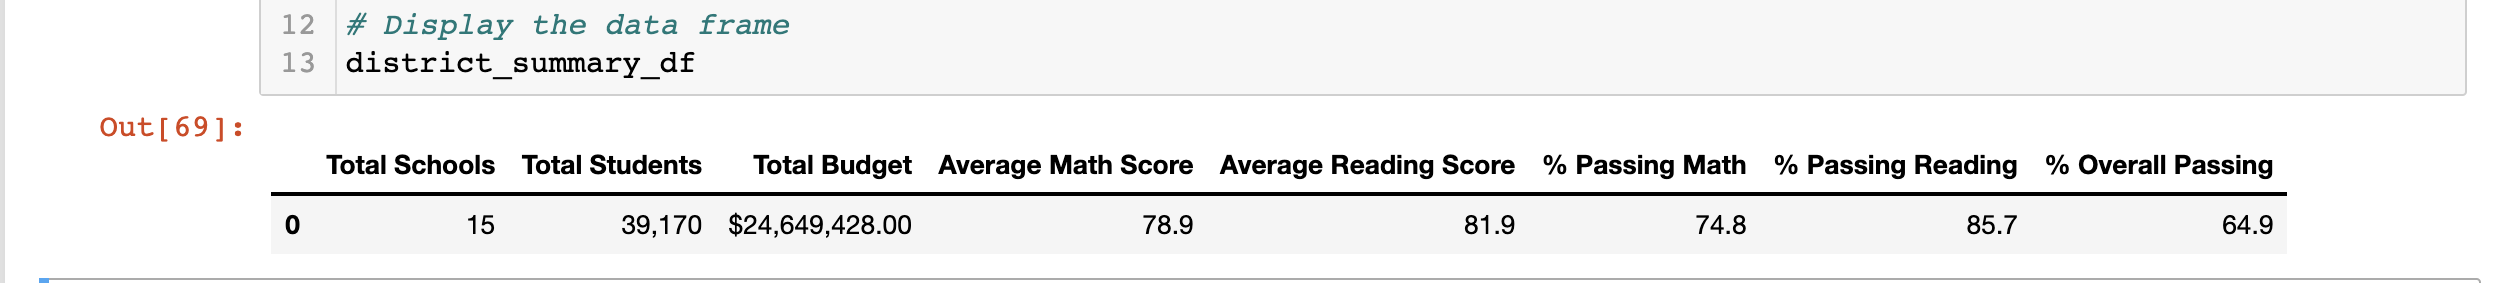 12 # Display the data frame
13 district_summary_df
Out[69]:
Total Schools Total Students Total Budget Average Math Score Average Reading Score % Passing Math % Passing Reading % Overall Passing
0 15 39,170 $24,649,428.00 78.9 81.9 74.8 85.7 64.9